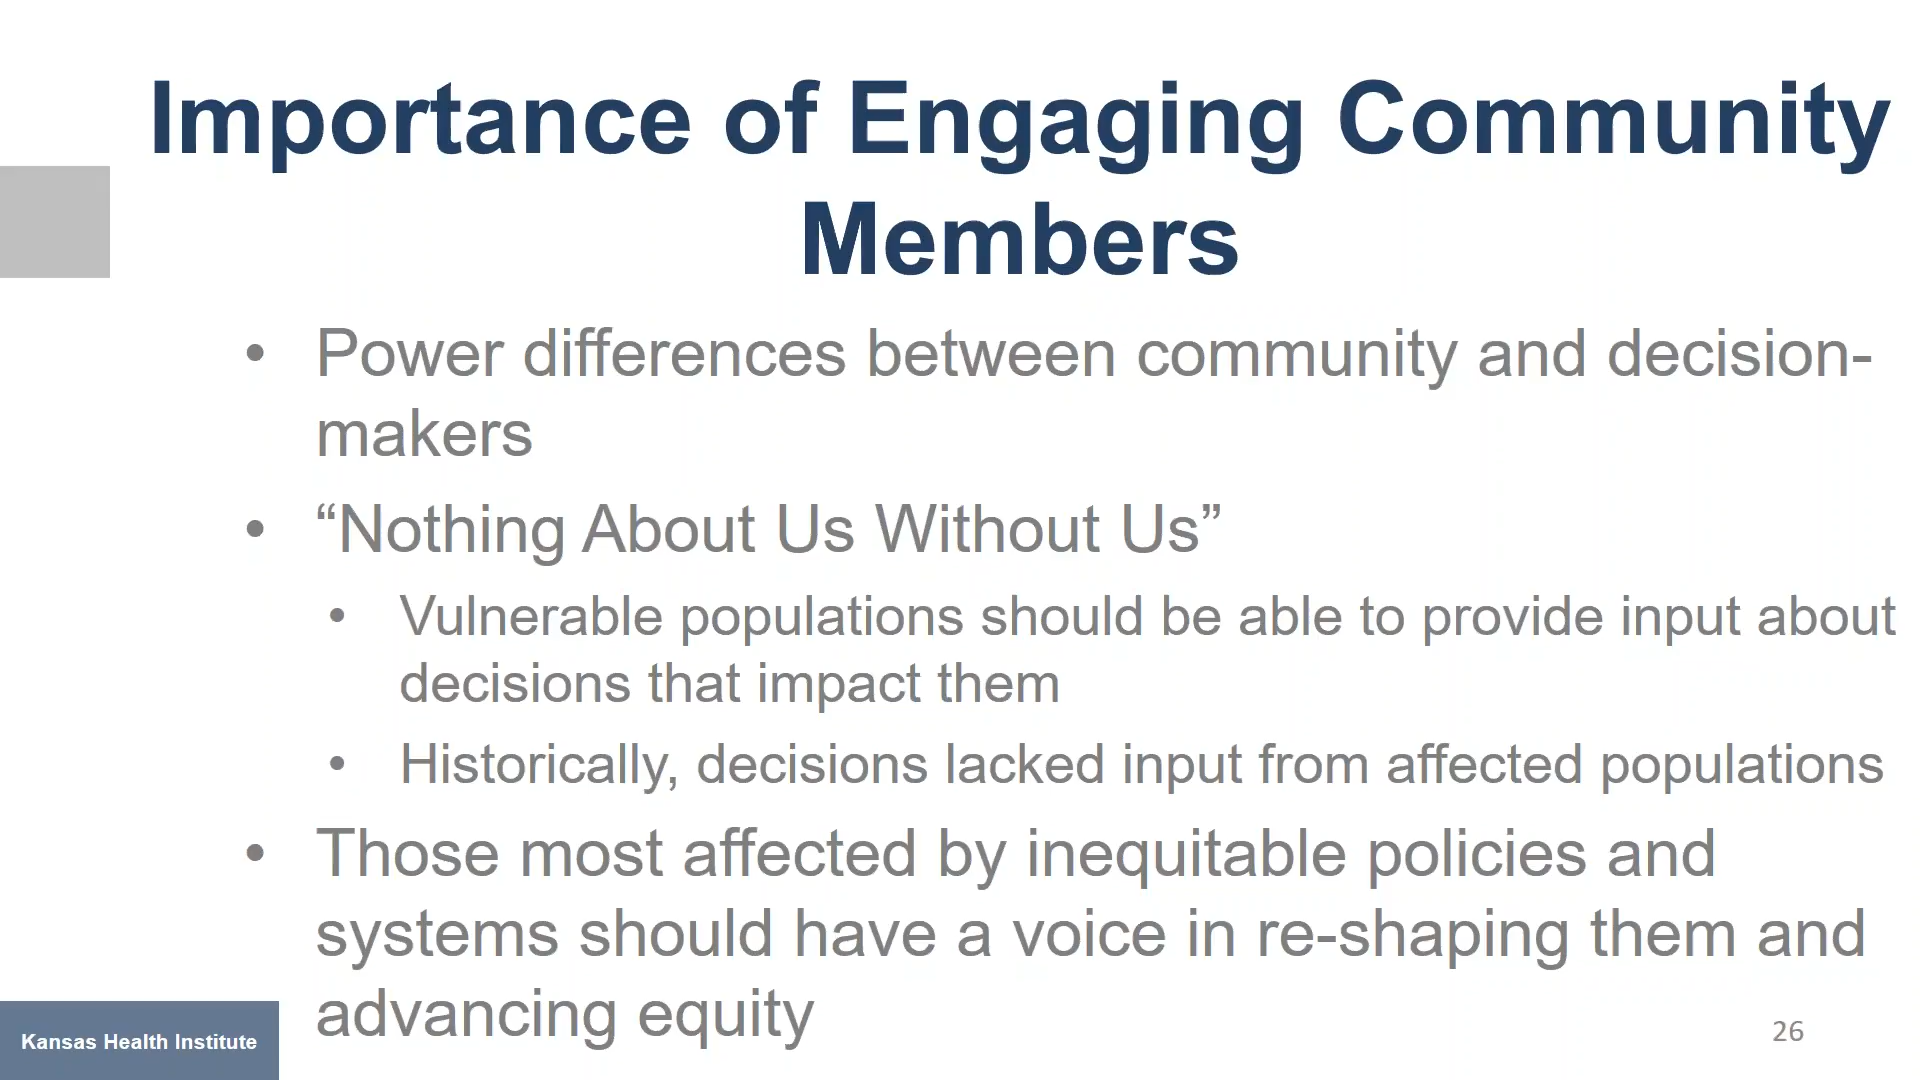 Importance of Engaging Community
Members
• Power differences between community and decision-
makers
• “Nothing About Us Without Us”
• Vulnerable populations should be able to provide input about
decisions that impact them
• Historically, decisions lacked input from affected populations
• Those most affected by inequitable policies and
systems should have a voice in re-shaping them and
advancing equity
Kansas Health Institute
26